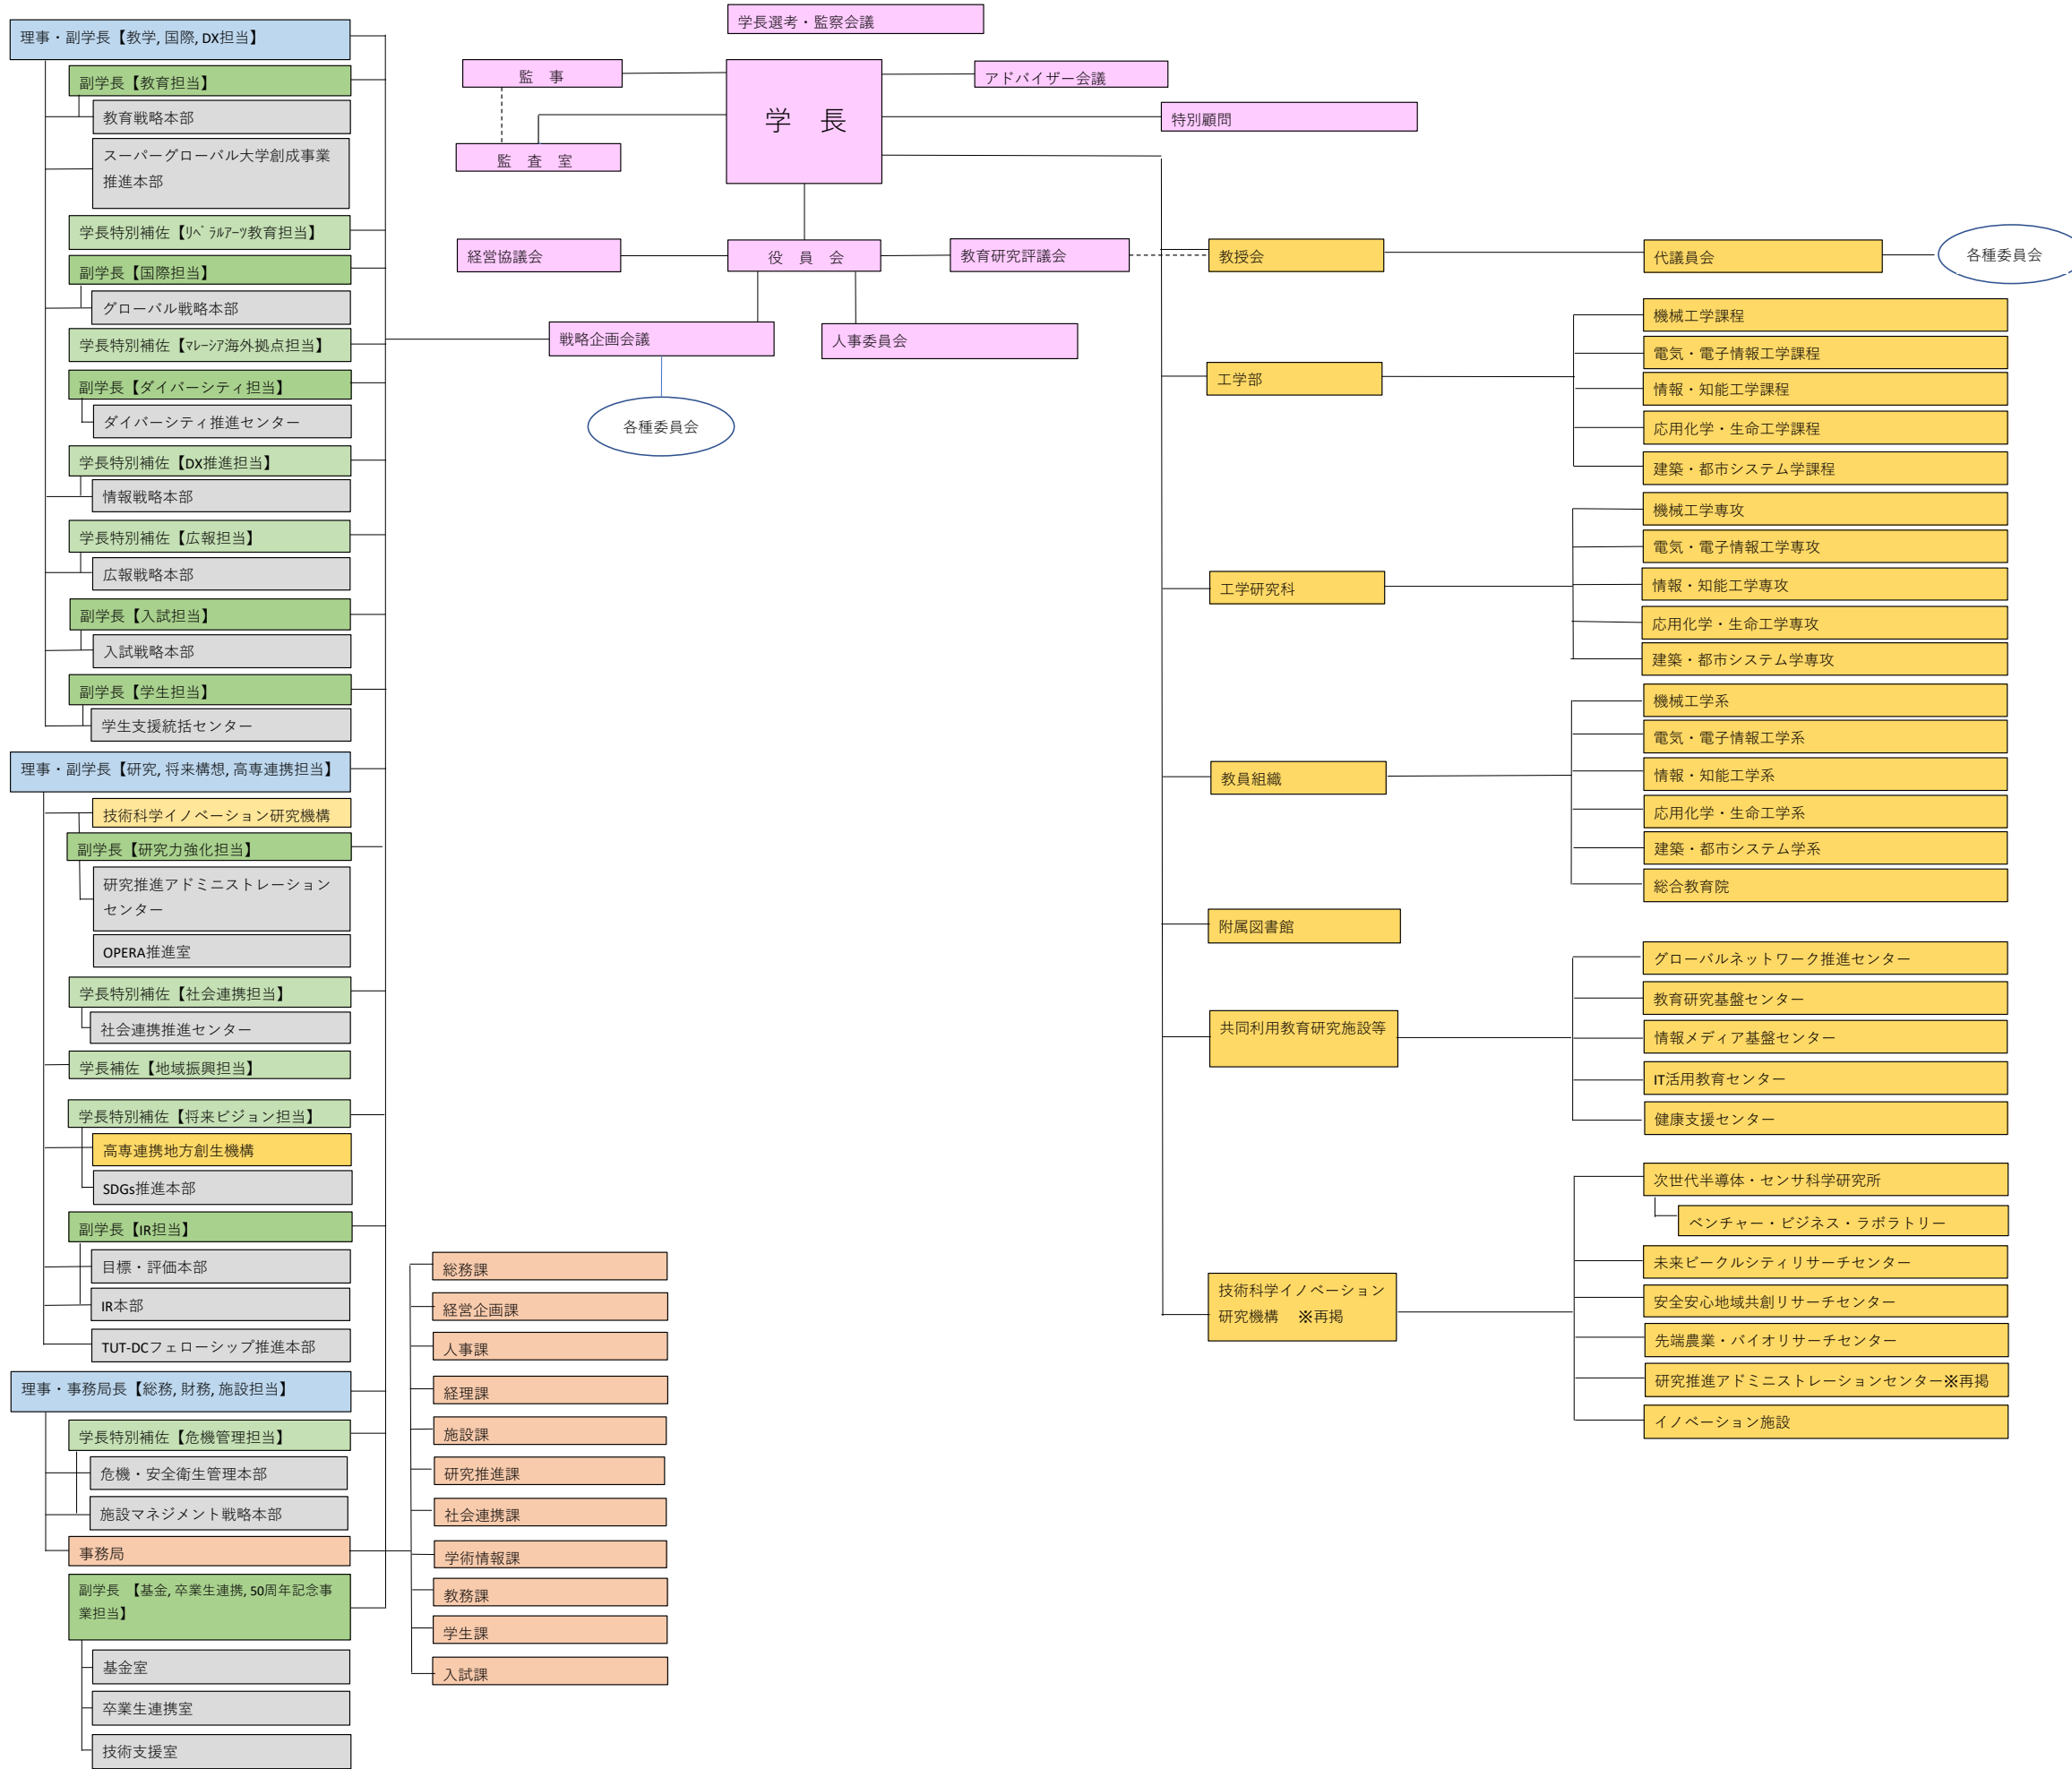 学長選考・監察会議
監　事
学　長
アドバイザー会議
特別顧問
監　査　室
経営協議会
役　員　会
教育研究評議会
戦略企画会議
人事委員会
各種委員会
理事・副学長【教学, 国際, DX担当】
副学長【教育担当】
教育戦略本部
スーパーグローバル大学創成事業
推進本部
学長特別補佐【ﾘﾍﾞﾗﾙｱｰﾂ教育担当】
副学長【国際担当】
グローバル戦略本部
学長特別補佐【ﾏﾚｰｼｱ海外拠点担当】
副学長【ダイバーシティ担当】
ダイバーシティ推進センター
学長特別補佐【DX推進担当】
情報戦略本部
学長特別補佐【広報担当】
広報戦略本部
副学長【入試担当】
入試戦略本部
副学長【学生担当】
学生支援統括センター
理事・副学長【研究, 将来構想, 高専連携担当】
技術科学イノベーション研究機構
副学長【研究力強化担当】
研究推進アドミニストレーション
センター
OPERA推進室
学長特別補佐【社会連携担当】
社会連携推進センター
学長補佐【地域振興担当】
学長特別補佐【将来ビジョン担当】
高専連携地方創生機構
SDGs推進本部
副学長【IR担当】
目標・評価本部
IR本部
TUT-DCフェローシップ推進本部
理事・事務局長【総務, 財務, 施設担当】
学長特別補佐【危機管理担当】
危機・安全衛生管理本部
施設マネジメント戦略本部
事務局
副学長 【基金, 卒業生連携, 50周年記念事
業担当】
基金室
卒業生連携室
技術支援室
総務課
経営企画課
人事課
経理課
施設課
研究推進課
社会連携課
学術情報課
教務課
学生課
入試課
教授会
代議員会
各種委員会
工学部
機械工学課程
電気・電子情報工学課程
情報・知能工学課程
応用化学・生命工学課程
建築・都市システム学課程
工学研究科
機械工学専攻
電気・電子情報工学専攻
情報・知能工学専攻
応用化学・生命工学専攻
建築・都市システム学専攻
教員組織
機械工学系
電気・電子情報工学系
情報・知能工学系
応用化学・生命工学系
建築・都市システム学系
総合教育院
附属図書館
共同利用教育研究施設等
グローバルネットワーク推進センター
教育研究基盤センター
情報メディア基盤センター
IT活用教育センター
健康支援センター
技術科学イノベーション
研究機構　※再掲
次世代半導体・センサ科学研究所
ベンチャー・ビジネス・ラボラトリー
未来ビークルシティリサーチセンター
安全安心地域共創リサーチセンター
先端農業・バイオリサーチセンター
研究推進アドミニストレーションセンター※再掲
イノベーション施設